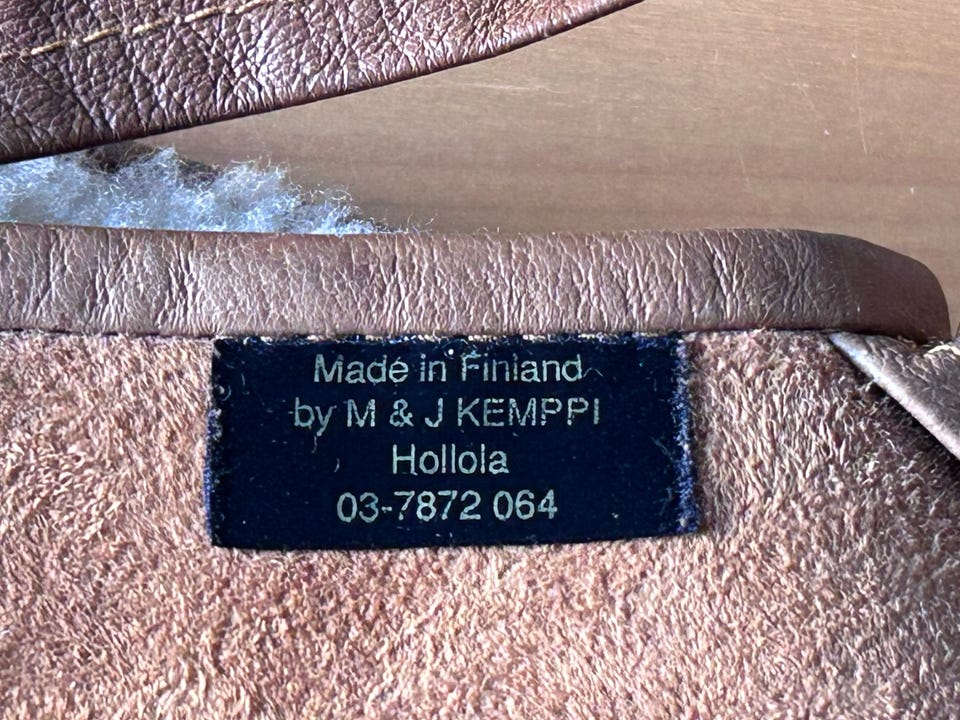 Made in Finland
by M & J KEMPPI
Hollola
03-7872 064